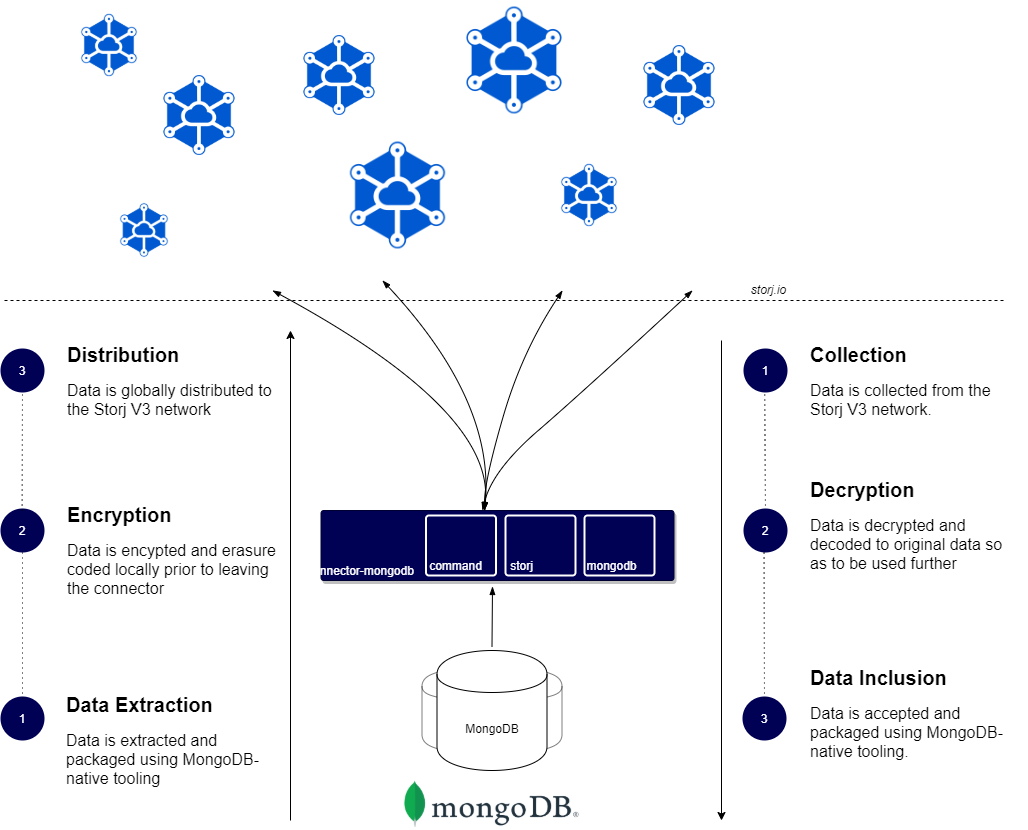 storj.io
3
Distribution
Data is globally distributed to
the Storj V3 network
2
Encryption
Data is encypted and erasure
coded locally prior to leaving
the connector
1
Data Extraction
Data is extracted and
packaged using MongoDB-
native tooling
nnector-mongodb
command
storj
mongodb
MongoDB
mongoDB®
1
Collection
Data is collected from the
Storj V3 network.
2
Decryption
Data is decrypted and
decoded to original data so
as to be used further
3
Data Inclusion
Data is accepted and
packaged using MongoDB-
native tooling.